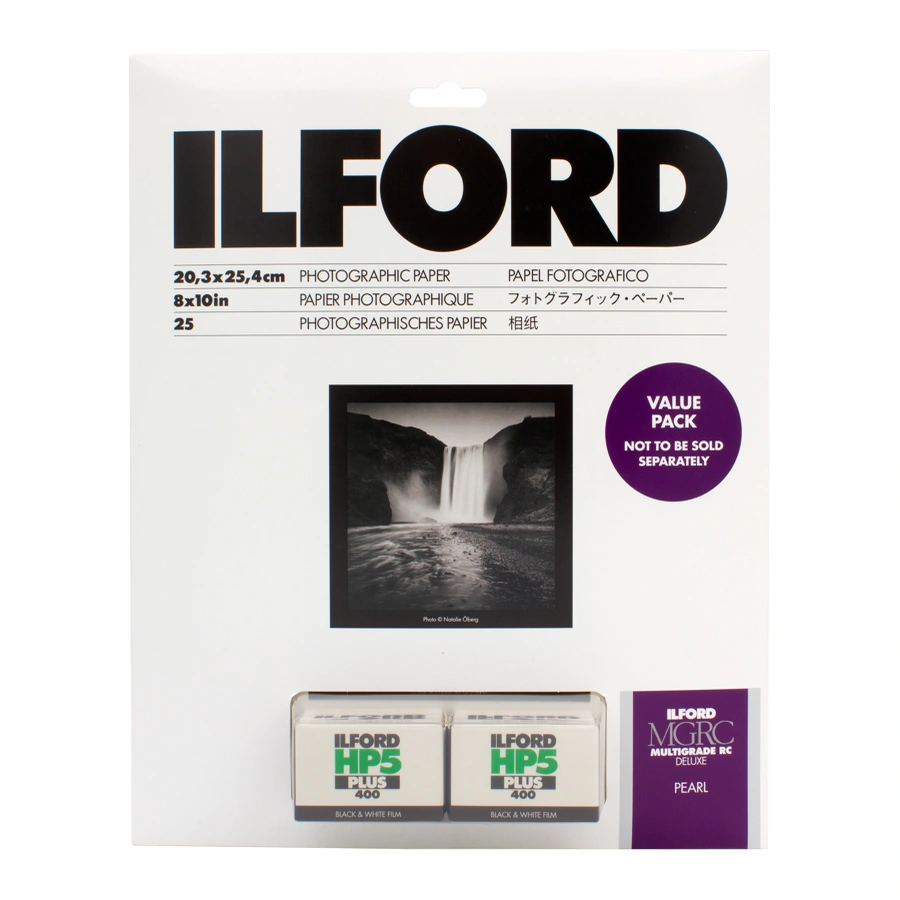 ILFORD
20,3x25,4cm PHOTOGRAPHIC PAPER PAPEL FOTOGRAFICO
8x10in PAPIER PHOTOGRAPHIQUE フォトグラフィック・ペーパー
25 PHOTOGRAPHISCHES PAPIER 相纸
VALUE
PACK
NOT TO BE SOLD
SEPARATELY
Photo © Natalie Öberg
ILFORD
ILFORD
HP5
PLUS
400
BLACK & WHITE FILM
ILFORD
ILFORD
HP5
PLUS
400
BLACK & WHITE FILM
ILFORD
MGRC
MULTIGRADE RC
DELUXE
PEARL